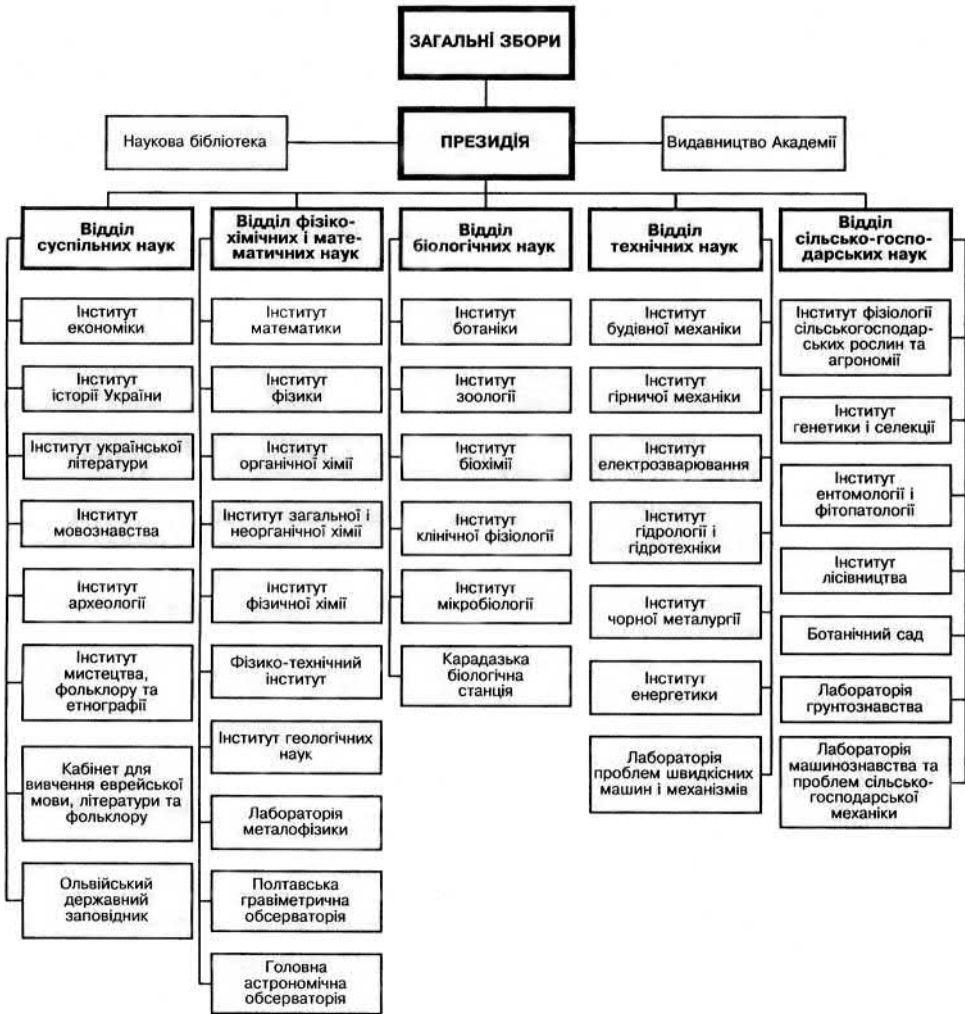 ЗАГАЛЬНІ ЗБОРИ
Наукова бібліотека
ПРЕЗИДІЯ
Видавництво Академії
Відділ
суспільних наук
Інститут
економіки
Інститут
історії України
Інститут української
літератури
Інститут
мовознавства
Інститут
археології
Інститут
мистецтва,
фольклору та
етнографії
Кабінет для
вивчення еврейської
мови, літератури та
фольклору
Ольвійський
державний
заповідник
Відділ фізико-
хімічних і мате-
матичних наук
Інститут
математики
Інститут
фізики
Інститут
органічної хімії
Інститут загальної і
неорганічної хімії
Інститут
фізичної хімії
Фізико-технічний
інститут
Інститут геологічних
наук
Лабораторія
металофізики
Полтавська
гравіметрична
обсерваторія
Головна
астрономічна
обсерваторія
Відділ
біологічних наук
Інститут
ботаніки
Інститут
зоології
Інститут
біохімії
Інститут
клінічної фізіології
Інститут
мікробіології
Карадазька
біологічна
станція
Відділ
технічних наук
Інститут
будівної механіки
Інститут
гірничої механіки
Інститут
електрозварювання
Інститут
гідрології і
гідротехніки
Інститут
чорної металургії
Інститут
енергетики
Лабораторія
проблем швидкісних
машин і механізмів
Відділ
сільсько-госпо-
дарських наук
Інститут фізіології
сільськогосподар-
ських рослин та
агрономії
Інститут
генетики і селекції
Інститут
ентомології і
фітопатології
Інститут
лісівництва
Ботанічний сад
Лабораторія
грунтознавства
Лабораторія
машинознавства та
проблем сільсько-
господарської
механіки